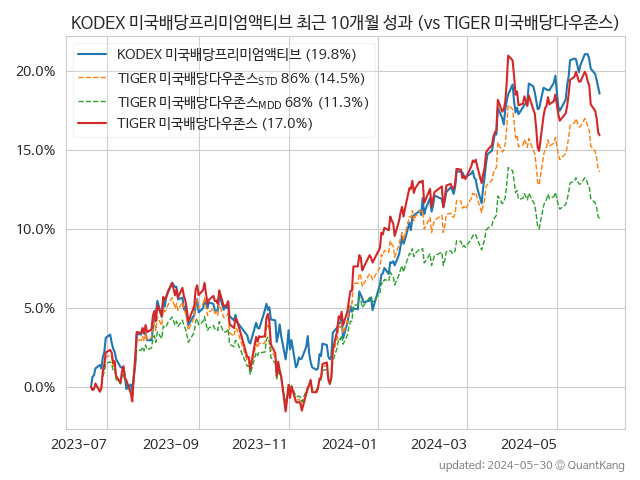 KODEX 미국배당프리미엄액티브 최근 10개월 성과 (vs TIGER 미국배당다우존스)
KODEX 미국배당프리미엄액티브 (19.8%)
TIGER 미국배당다우존스STD 86% (14.5%)
TIGER 미국배당다우존스MDD 68% (11.3%)
TIGER 미국배당다우존스 (17.0%)
20.0%
15.0%
10.0%
5.0%
0.0%
2023-07 2023-09 2023-11 2024-01 2024-03 2024-05
updated: 2024-05-30 © QuantKang